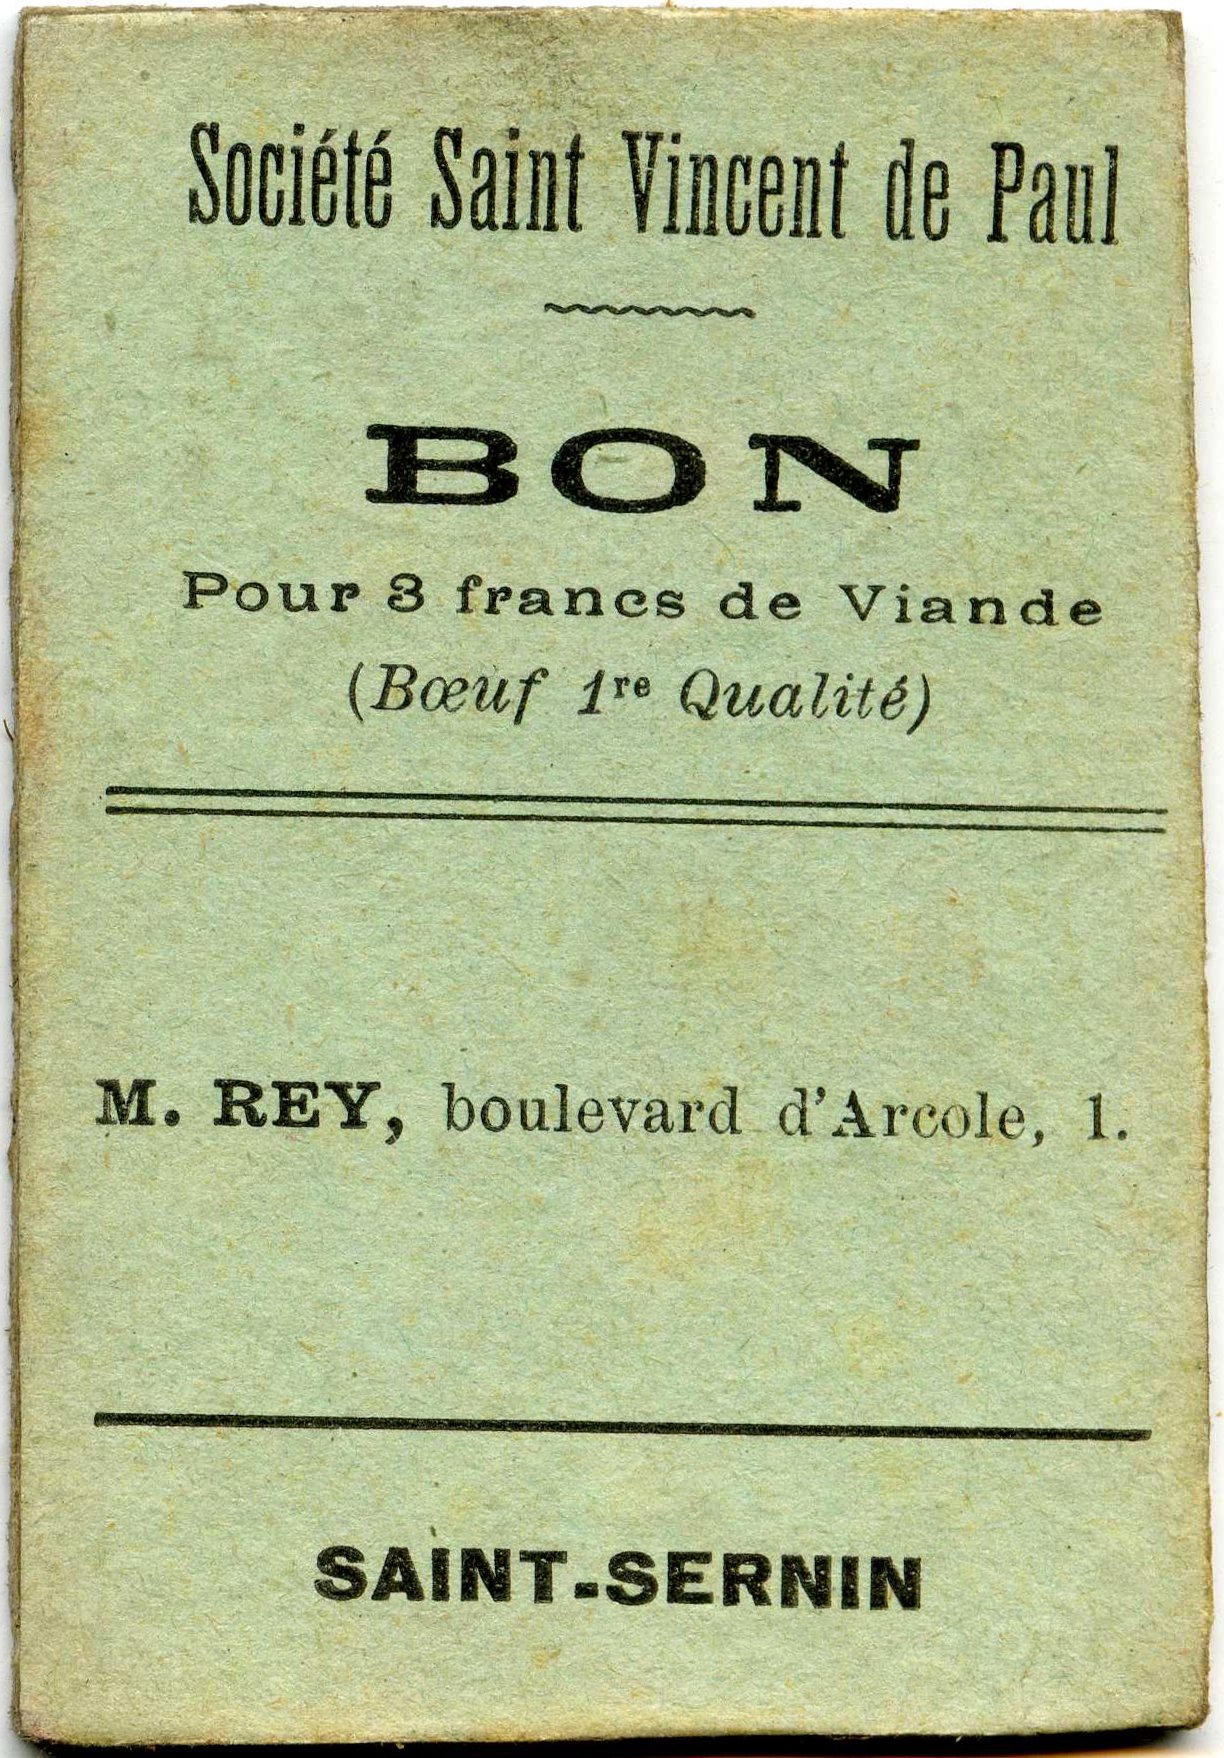 Société Saint Vincent de Paul
BON
Pour 3 francs de Viande
(Bœuf 1re Qualité)
M. REY, boulevard d'Arcole, 1.
SAINT-SERNIN